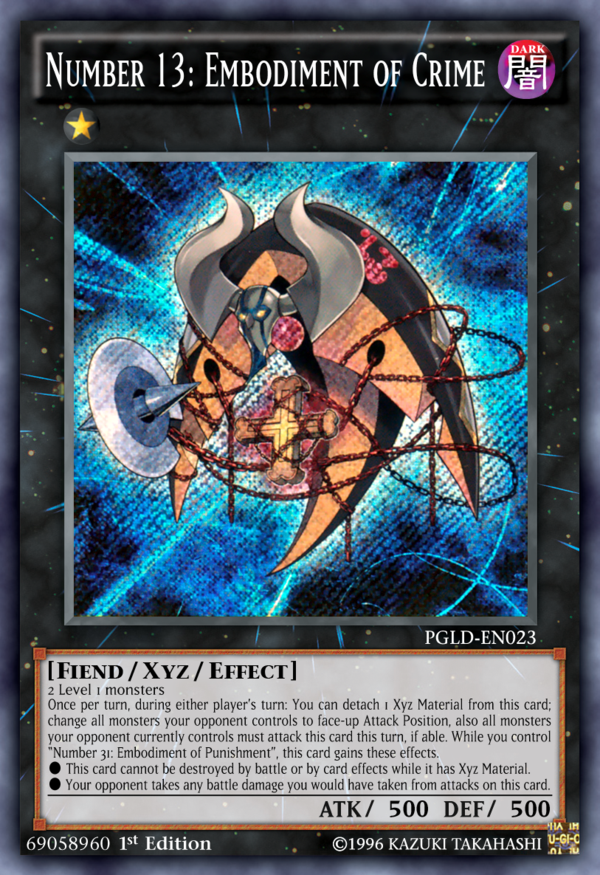 NUMBER 13: EMBODIMENT OF CRIME
DARK
闇
13
PGLD-EN023
[FIEND / XYZ / EFFECT]
2 Level 1 monsters
Once per turn, during either player's turn: You can detach 1 Xyz Material from this card;
change all monsters your opponent controls to face-up Attack Position, also all monsters
your opponent currently controls must attack this card this turn, if able. While you control
"Number 31: Embodiment of Punishment", this card gains these effects.
● This card cannot be destroyed by battle or by card effects while it has Xyz Material.
● Your opponent takes any battle damage you would have taken from attacks on this card.
ATK / 500 DEF / 500
69058960 1st Edition
©1996 KAZUKI TAKAHASHI